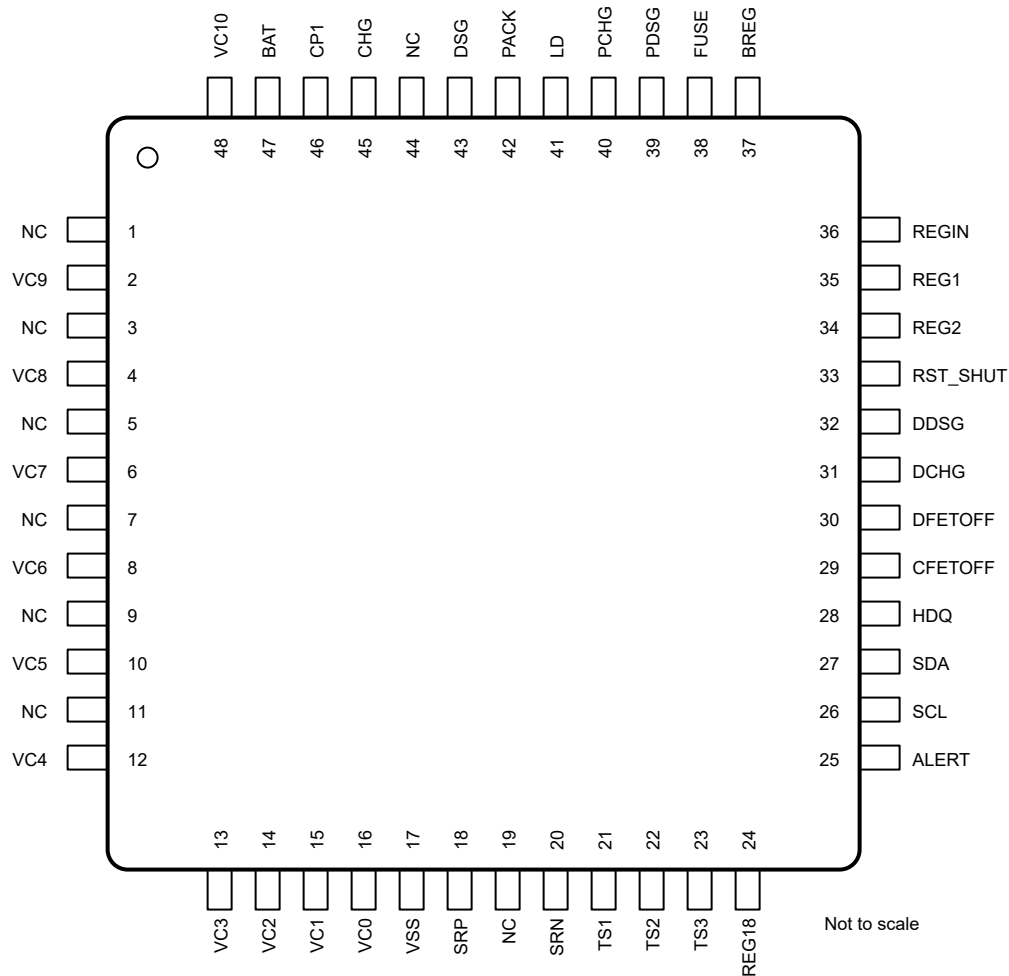 VC10 BAT CP1 CHG NC DSG PACK LD PCHG PDSG FUSE BREG
48 47 46 45 44 43 42 41 40 39 38 37
NC 1 36 REGIN
VC9 2 35 REG1
NC 3 34 REG2
VC8 4 33 RST_SHUT
NC 5 32 DDSG
VC7 6 31 DCHG
NC 7 30 DFETOFF
VC6 8 29 CFETOFF
NC 9 28 HDQ
VC5 10 27 SDA
NC 11 26 SCL
VC4 12 25 ALERT
13 14 15 16 17 18 19 20 21 22 23 24
VC3 VC2 VC1 VC0 VSS SRP NC SRN TS1 TS2 TS3 REG18
Not to scale